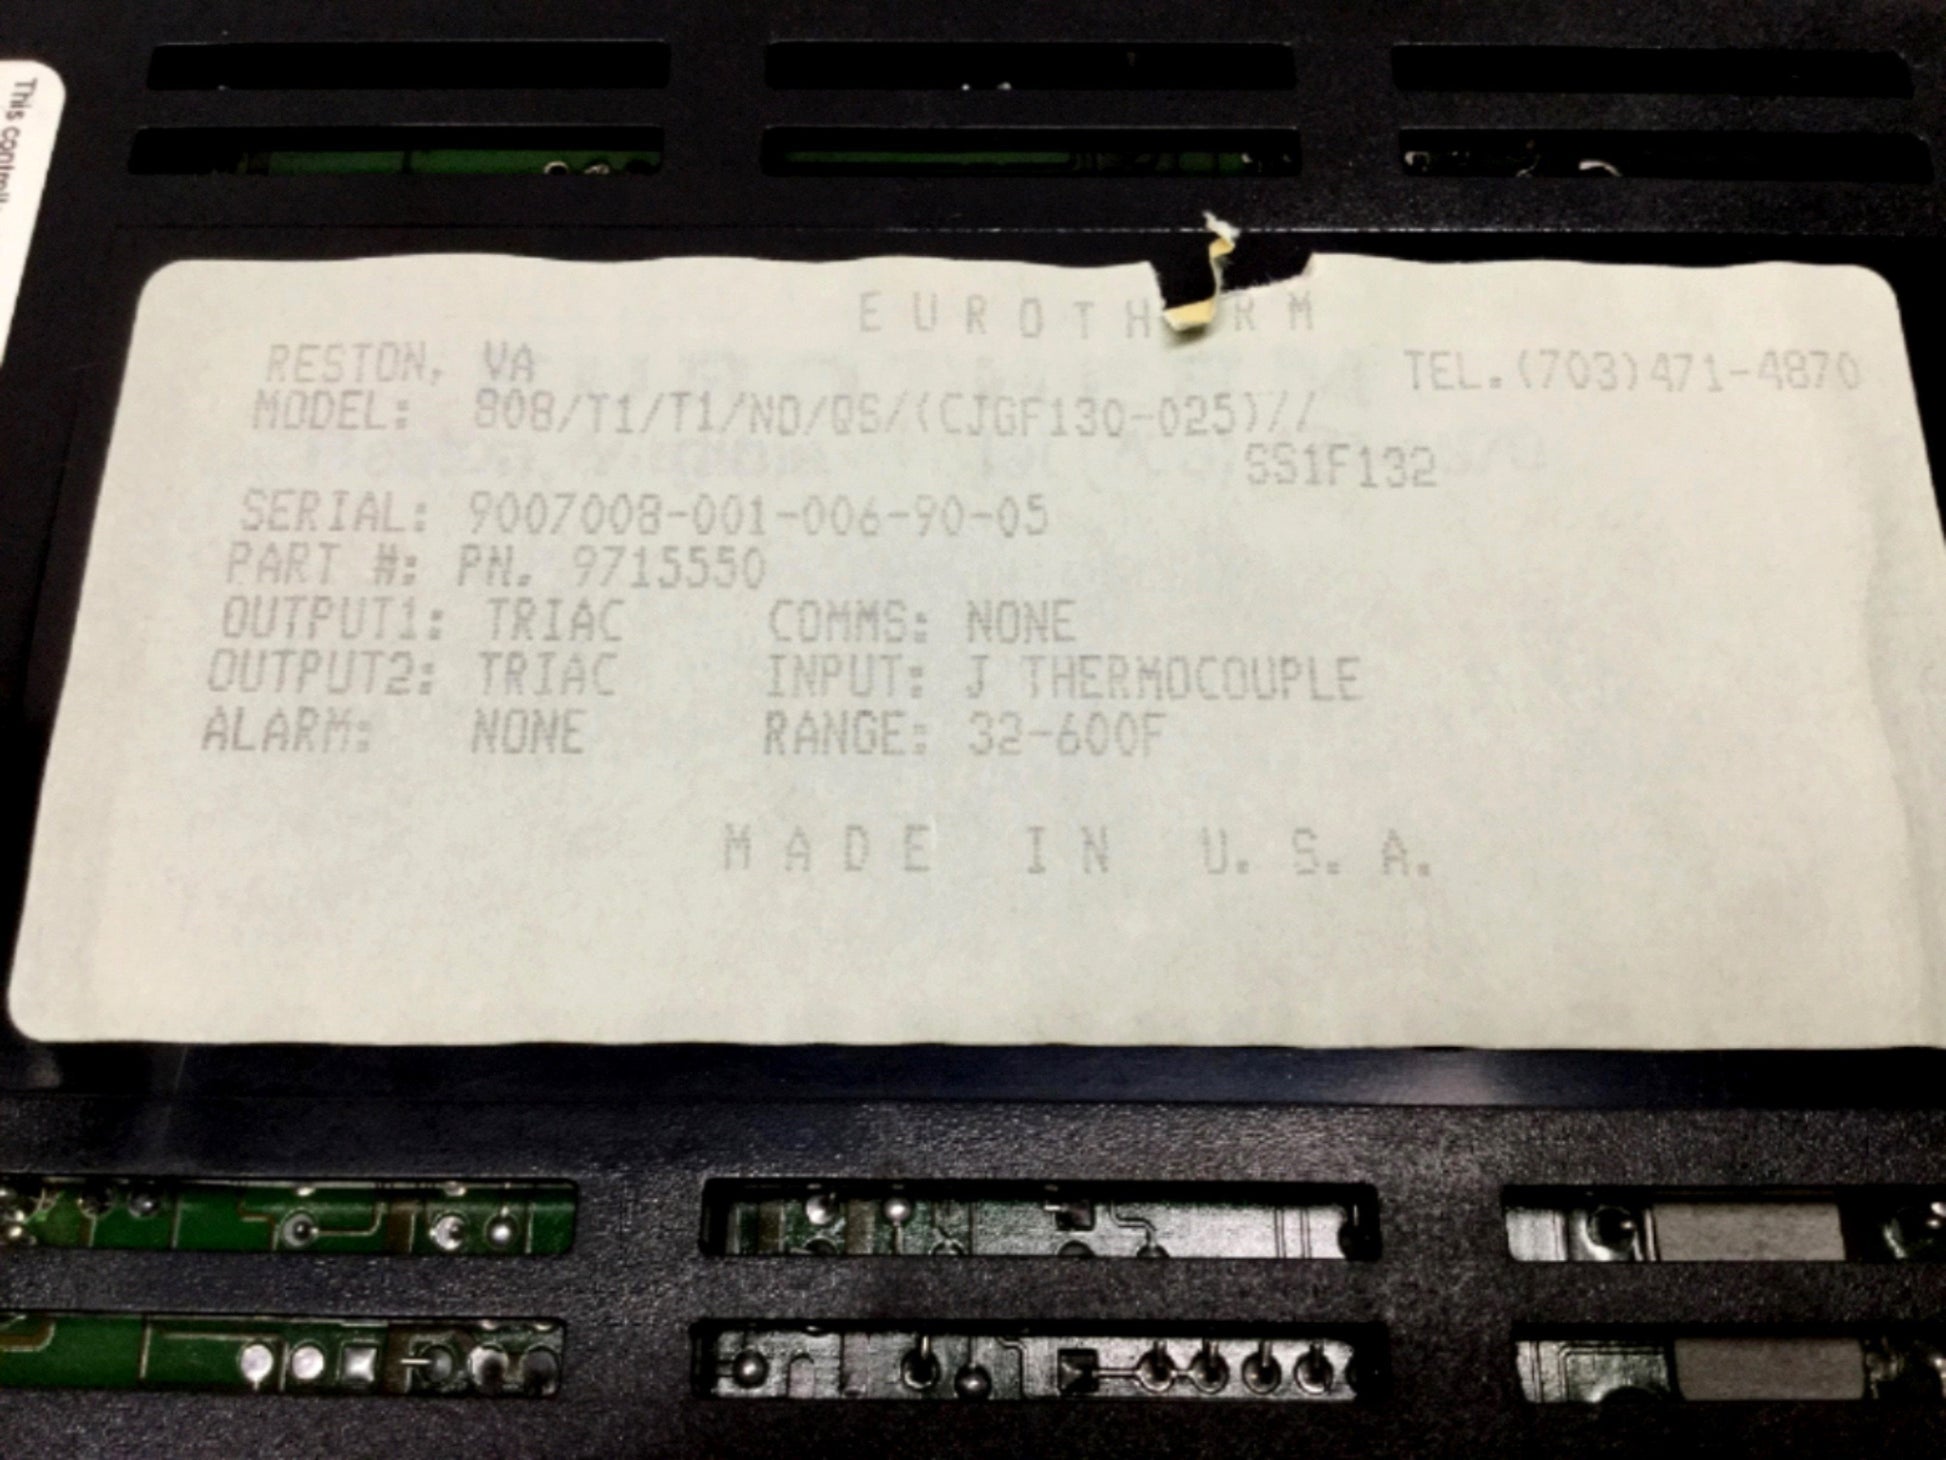 This
EUROTH RM
RESTON, VA TEL.(703)471-4870
MODEL: 808/T1/T1/NO/QS/(CJGF130-025)//
SS1F132
SERIAL: 9007008-001-006-90-05
PART #: PN. 9715550
OUTPUT1: TRIAC COMMS: NONE
OUTPUT2: TRIAC INPUT: J THERMOCOUPLE
ALARM: NONE RANGE: 32-600F
MADE IN U.S.A.